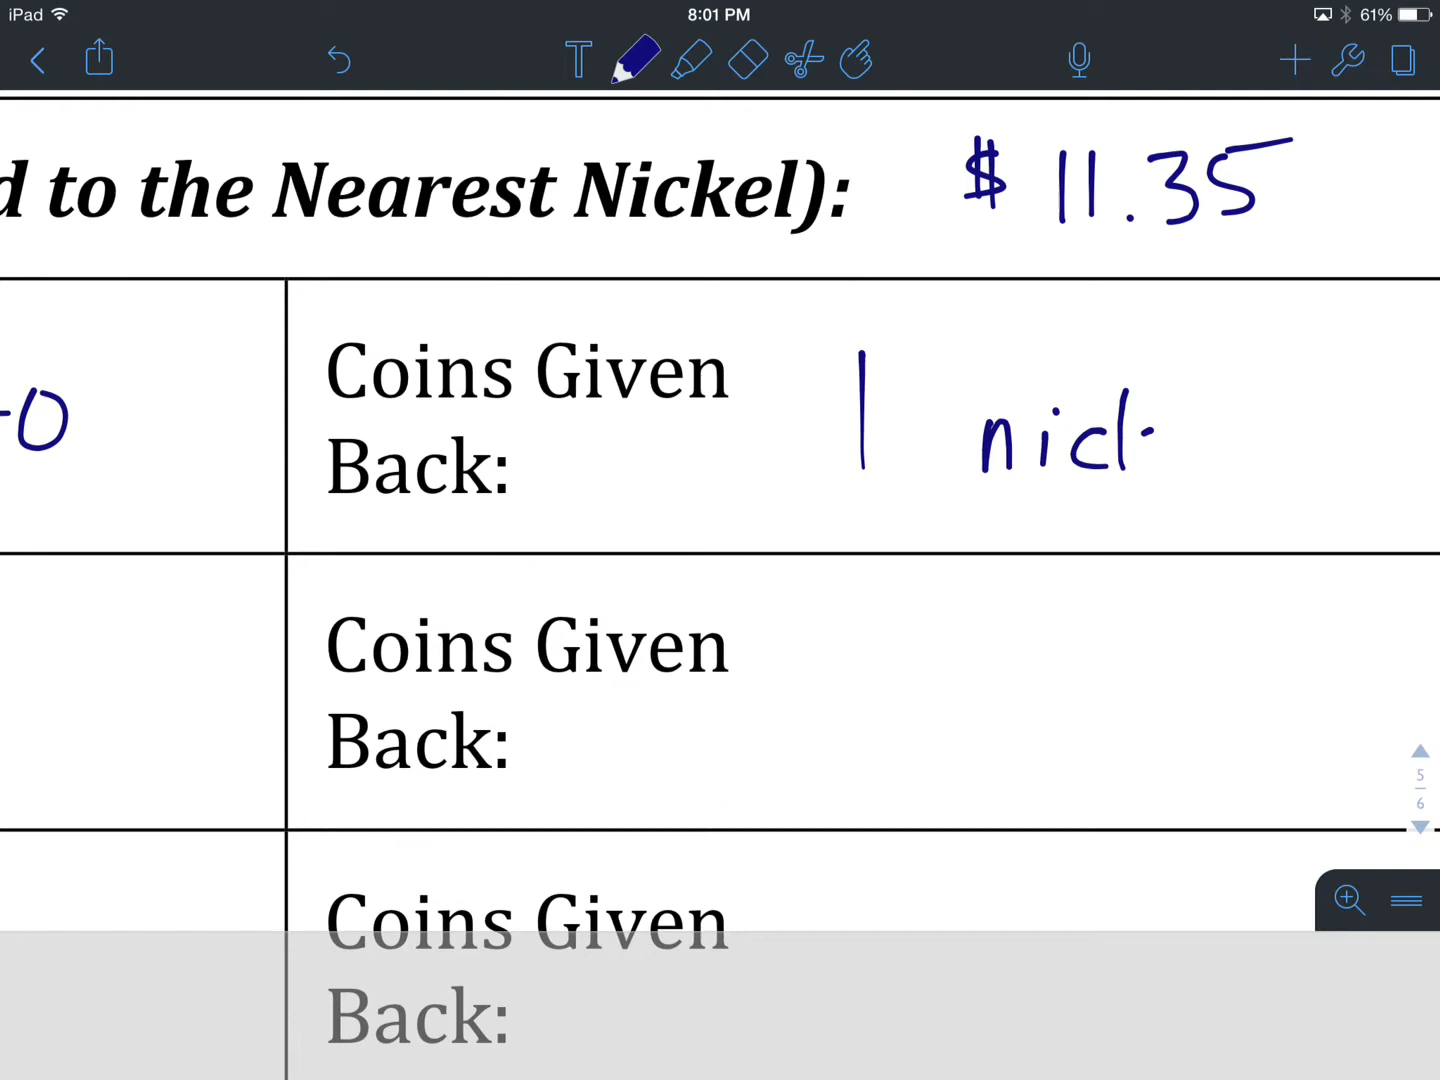 iPad 8:01 PM 61%
T
d to the Nearest Nickel): $ 11.35
0 Coins Given
Back: 1 nick
Coins Given
Back:
5
6
Coins Given
Back: